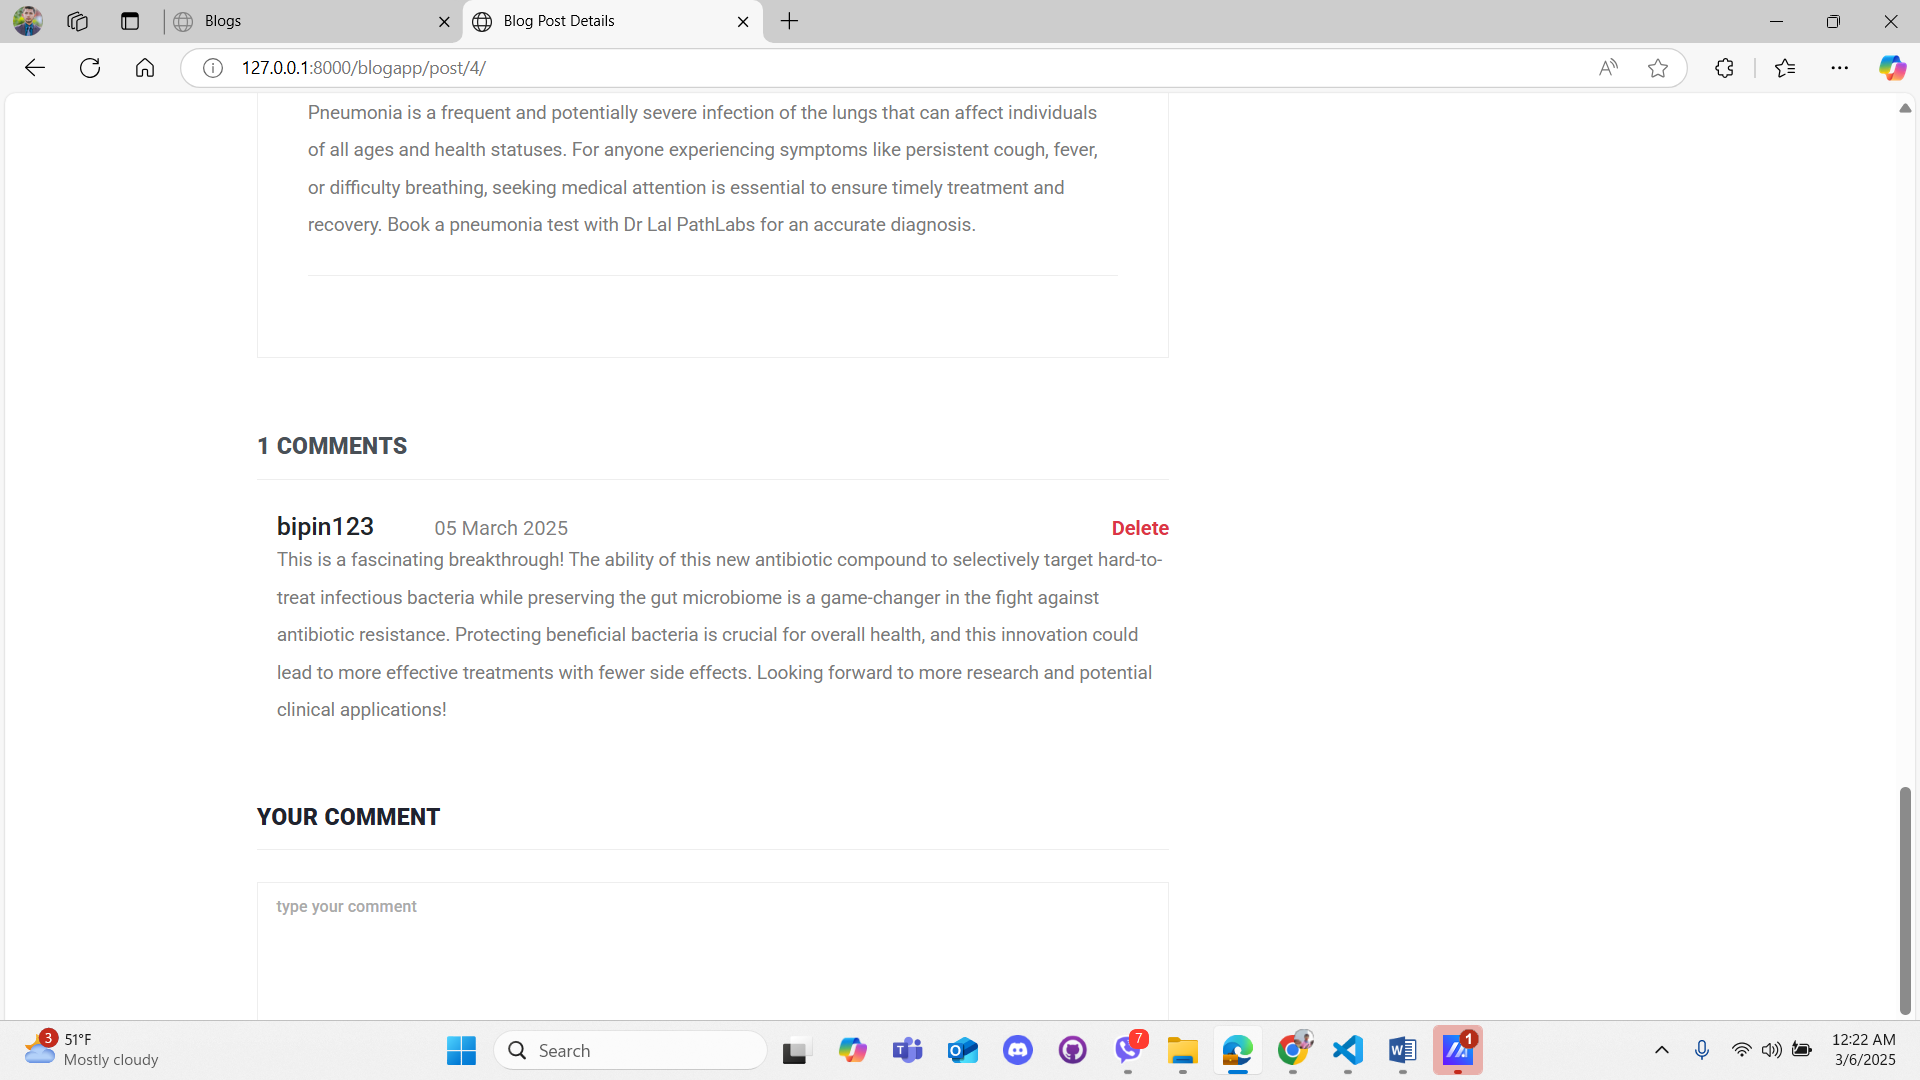 Blogs
Blog Post Details
127.0.0.1:8000/blogapp/post/4/
Pneumonia is a frequent and potentially severe infection of the lungs that can affect individuals
of all ages and health statuses. For anyone experiencing symptoms like persistent cough, fever,
or difficulty breathing, seeking medical attention is essential to ensure timely treatment and
recovery. Book a pneumonia test with Dr Lal PathLabs for an accurate diagnosis.
1 COMMENTS
bipin123 05 March 2025 Delete
This is a fascinating breakthrough! The ability of this new antibiotic compound to selectively target hard-to-
treat infectious bacteria while preserving the gut microbiome is a game-changer in the fight against
antibiotic resistance. Protecting beneficial bacteria is crucial for overall health, and this innovation could
lead to more effective treatments with fewer side effects. Looking forward to more research and potential
clinical applications!
YOUR COMMENT
type your comment
3 51°F
Mostly cloudy
Search
7
1
12:22 AM
3/6/2025